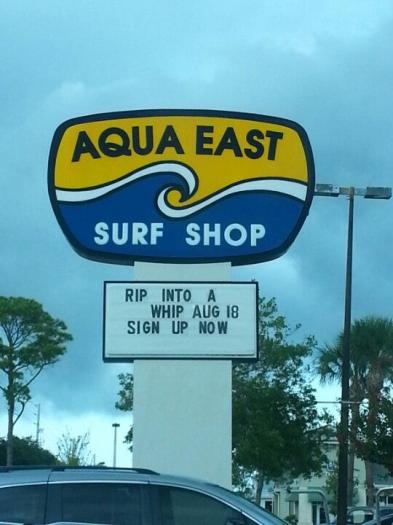 AQUA EAST
SURF SHOP
RIP INTO A
WHIP AUG 18
SIGN UP NOW